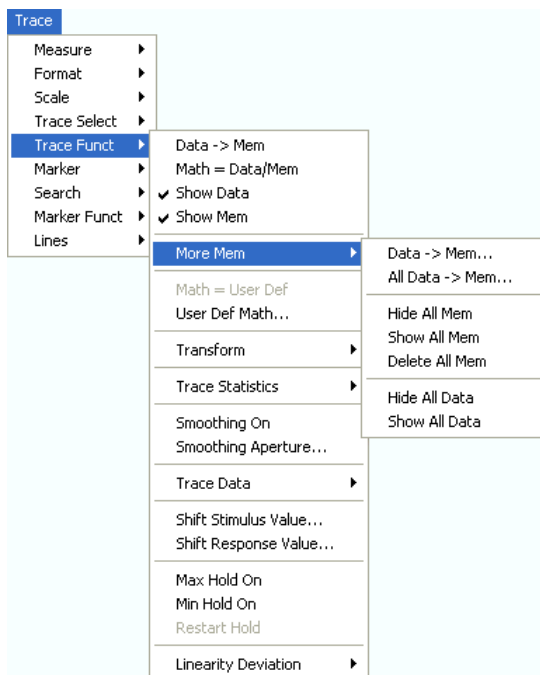 Trace
Measure
Format
Scale
Trace Select
Trace Funct
Marker
Search
Marker Funct
Lines
Data -> Mem
Math = Data/Mem
Show Data
Show Mem
More Mem
Math = User Def
User Def Math...
Transform
Trace Statistics
Smoothing On
Smoothing Aperture...
Trace Data
Shift Stimulus Value...
Shift Response Value...
Max Hold On
Min Hold On
Restart Hold
Linearity Deviation
Data -> Mem...
All Data -> Mem...
Hide All Mem
Show All Mem
Delete All Mem
Hide All Data
Show All Data